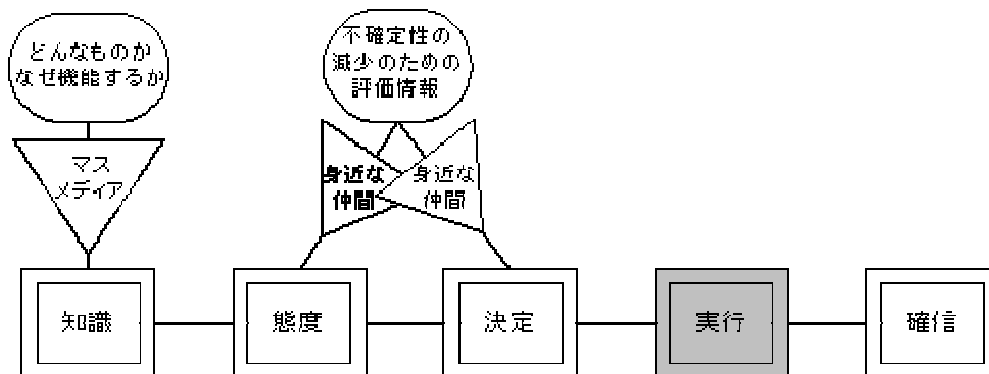 どんなものか
なぜ機能するか
不確定性の
減少のための
評価情報
マス
メディア
身近な
仲間
身近な
仲間
知識
態度
決定
実行
確信